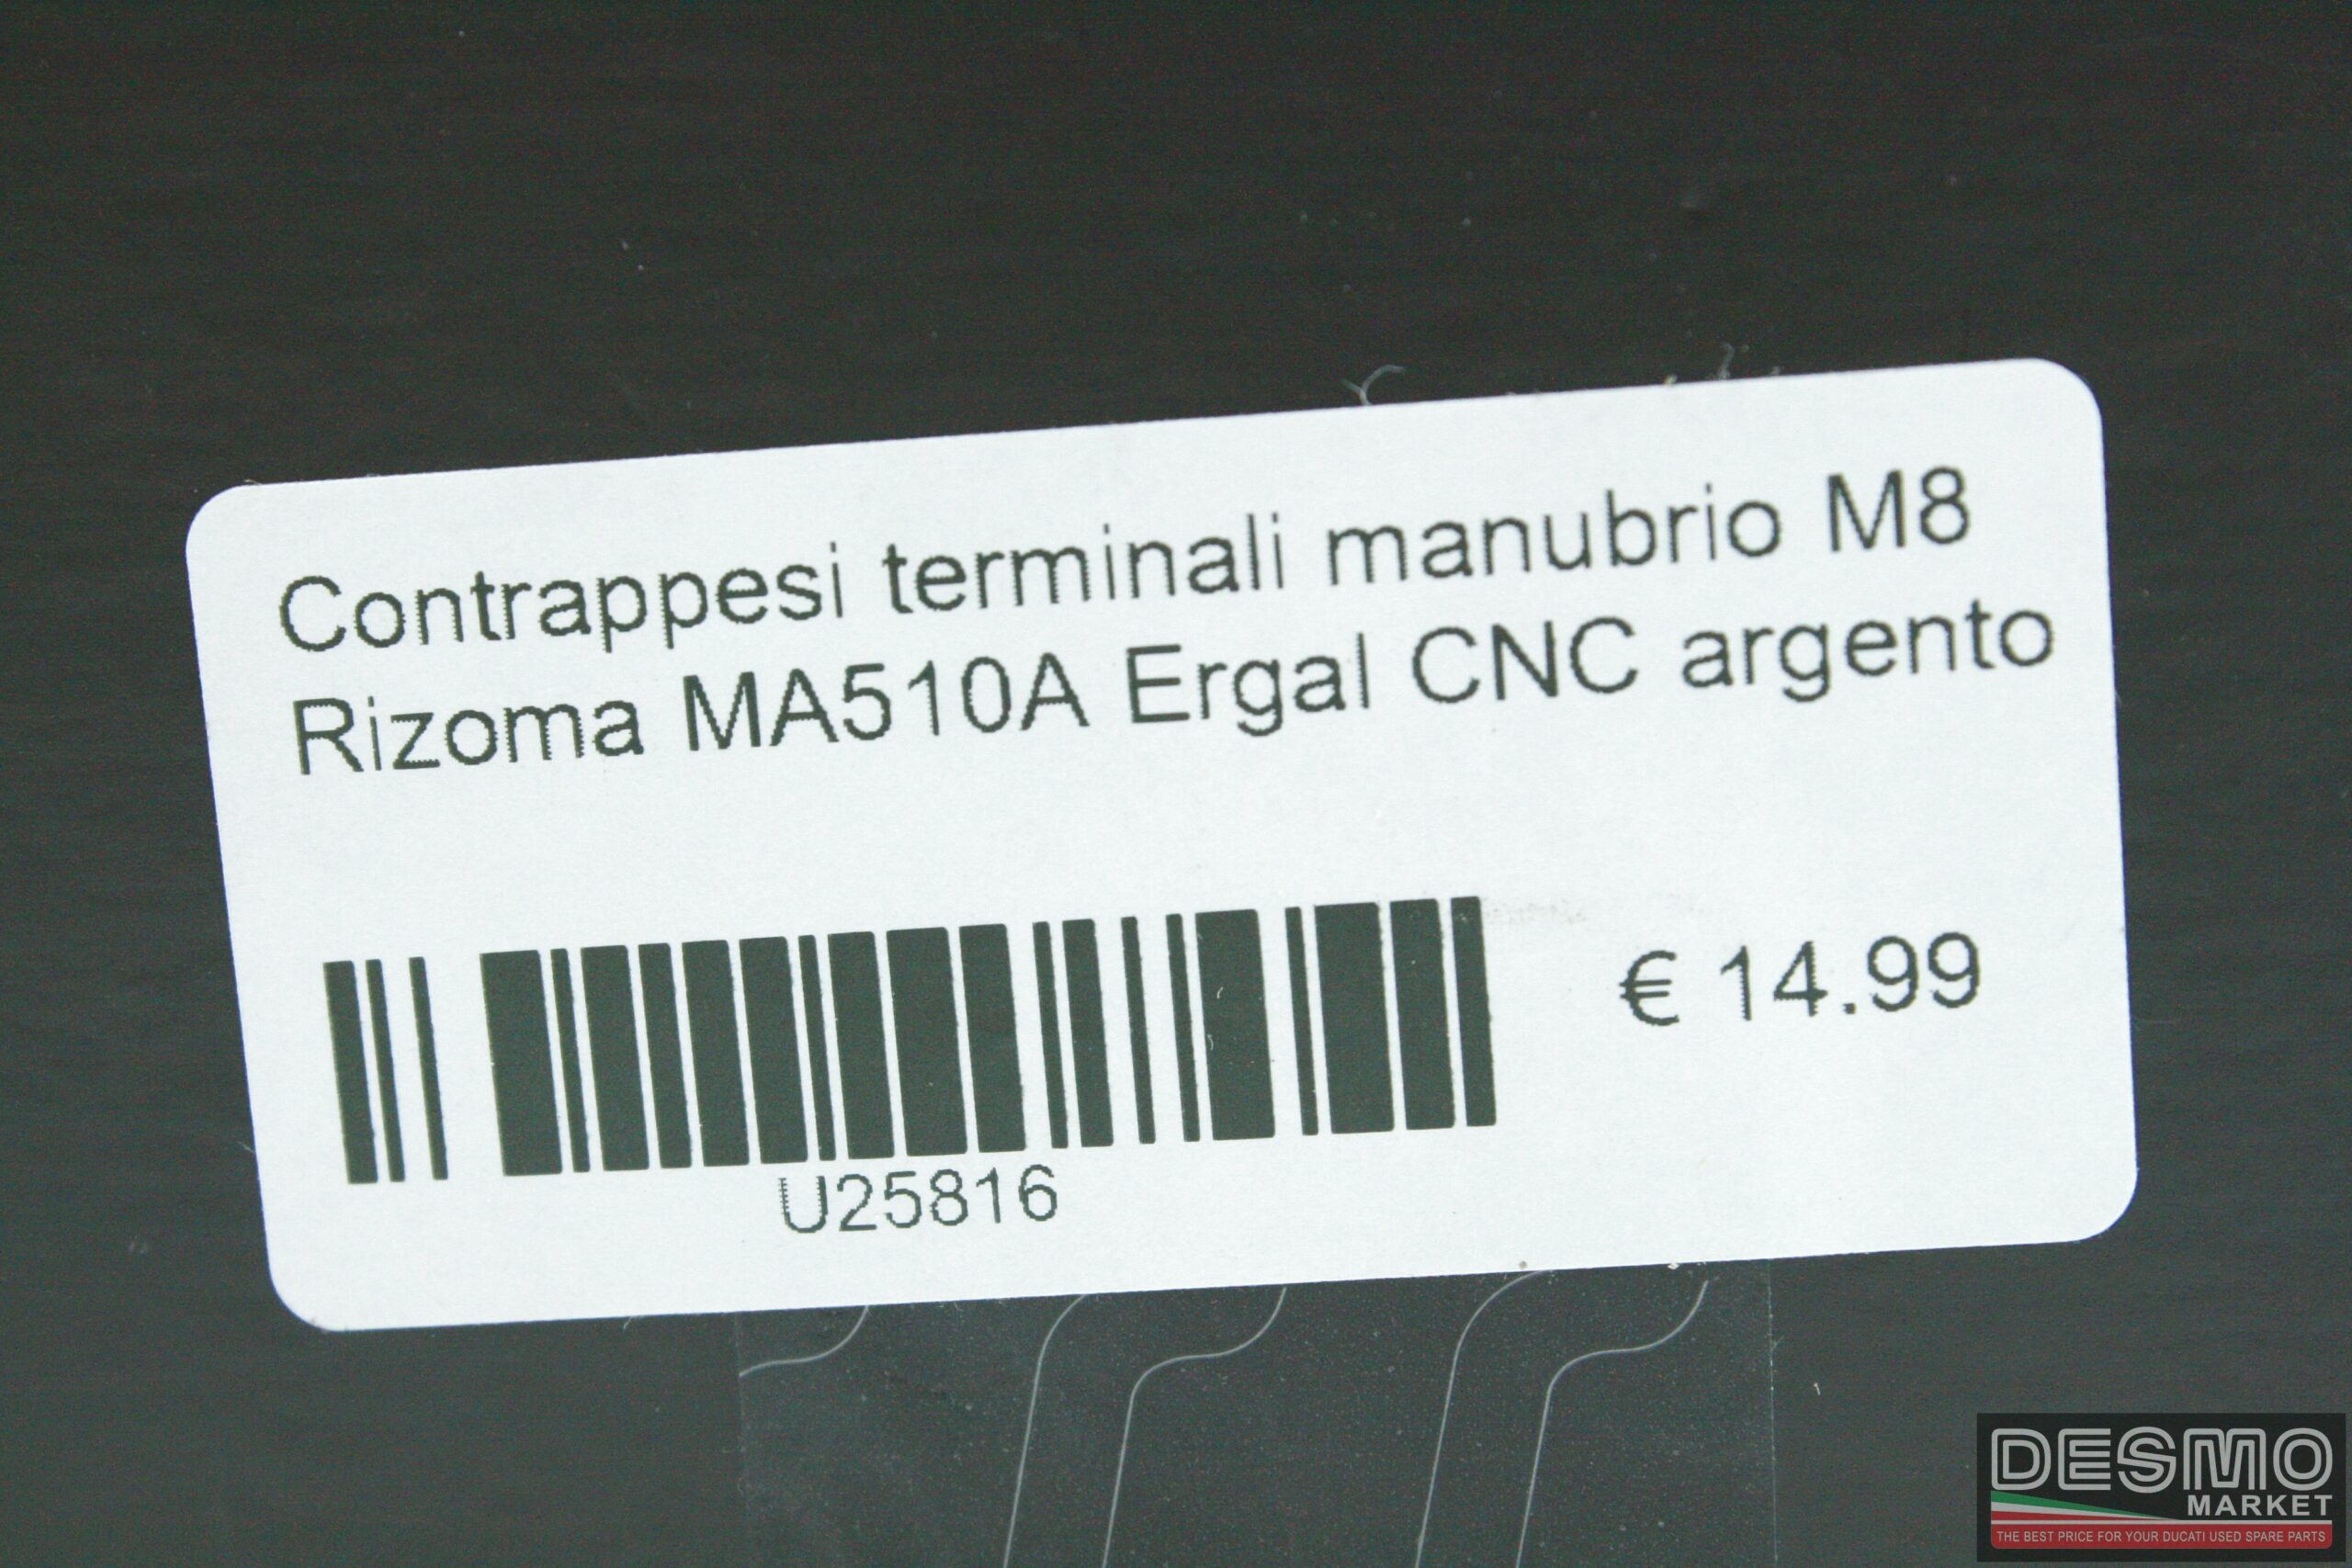 Contrappesi terminali manubrio M8
Rizoma MA510A Ergal CNC argento
€ 14.99
U25816
DESMO
MARKET
THE BEST PRICE FOR YOUR DUCATI USED SPARE PARTS